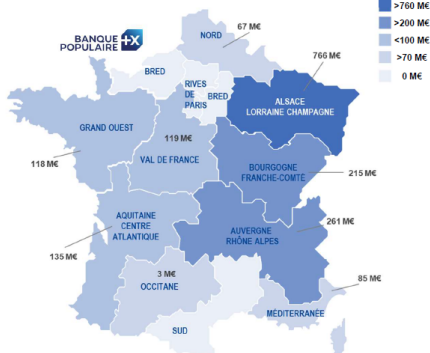 >760 M€
>200 M€
<100 M€
>70 M€
0 M€
BANQUE
POPULAIRE
67 M€
NORD
766 M€
BRED
RIVES
DE
PARIS
BRED
ALSACE
LORRAINE CHAMPAGNE
GRAND OUEST
119 M€
VAL DE FRANCE
118 M€
BOURGOGNE
FRANCHE-COMTÉ
215 M€
AQUITAINE
CENTRE
ATLANTIQUE
135 M€
AUVERGNE
RHÔNE ALPES
261 M€
3 M€
OCCITANE
85 M€
MÉDITERRANÉE
SUD